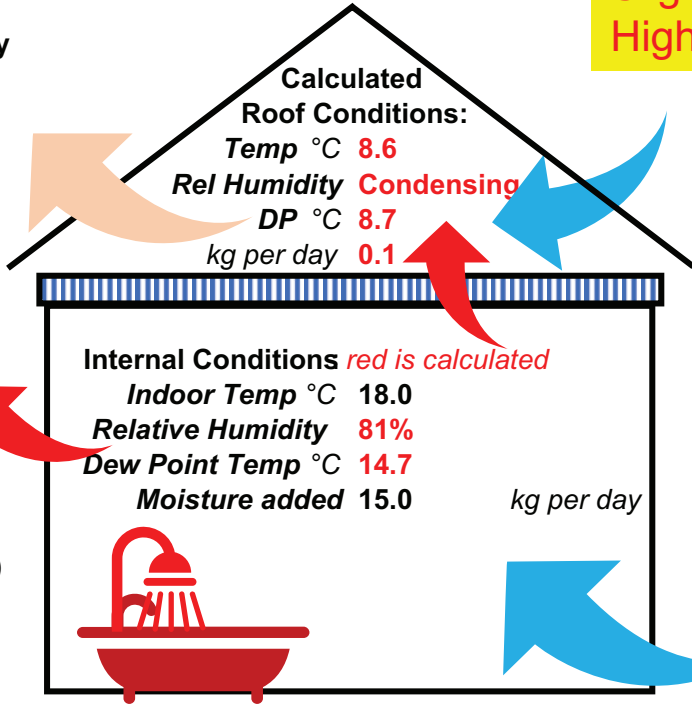 High
Calculated
Roof Conditions:
Temp °C 8.6
Rel Humidity Condensing
DP °C 8.7
kg per day 0.1
Internal Conditions: red is calculated
Indoor Temp °C 18.0
Relative Humidity 81%
Dew Point Temp °C 14.7
Moisture added 15.0 kg per day